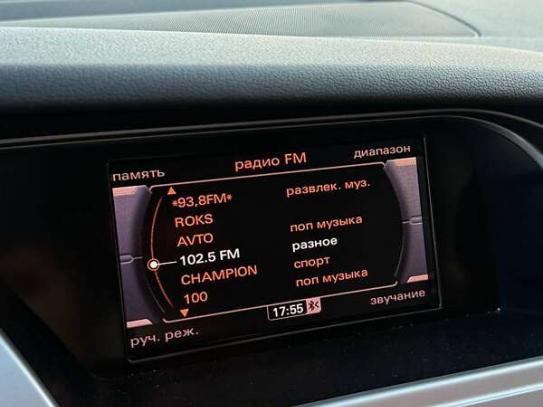 память радио FM диапазон
*93,8FM* развлек. муз.
ROKS
AVTO поп музыка
102.5 FM разное
CHAMPION спорт
100 поп музыка
17:55
руч. реж. звучание